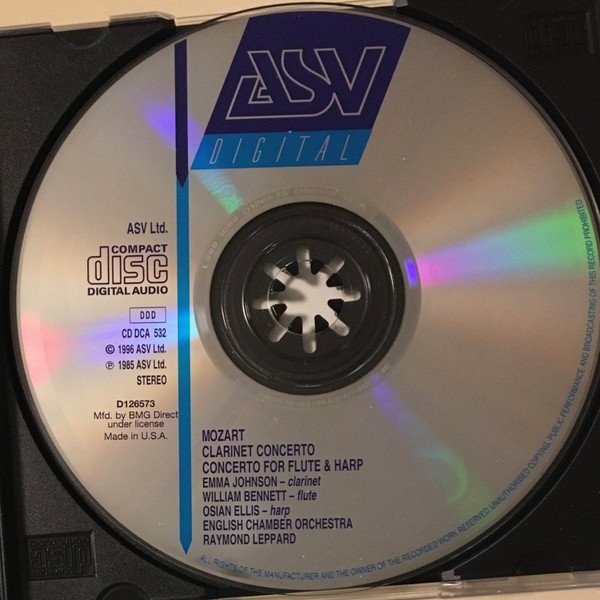 ASV
DIGITAL
ASV Ltd.
COMPACT
disc
DIGITAL AUDIO
DDD
CD DCA 532
© 1996 ASV Ltd.
℗ 1985 ASV Ltd.
STEREO
D126573
Mfd. by BMG Direct
under license
Made in U.S.A.
MOZART
CLARINET CONCERTO
CONCERTO FOR FLUTE & HARP
EMMA JOHNSON – clarinet
WILLIAM BENNETT – flute
OSIAN ELLIS – harp
ENGLISH CHAMBER ORCHESTRA
RAYMOND LEPPARD
ALL RIGHTS OF THE MANUFACTURER AND THE OWNER OF THE RECORDED WORK RESERVED. UNAUTHORISED COPYING, PUBLIC PERFORMANCE AND BROADCASTING OF THIS RECORD PROHIBITED
disc